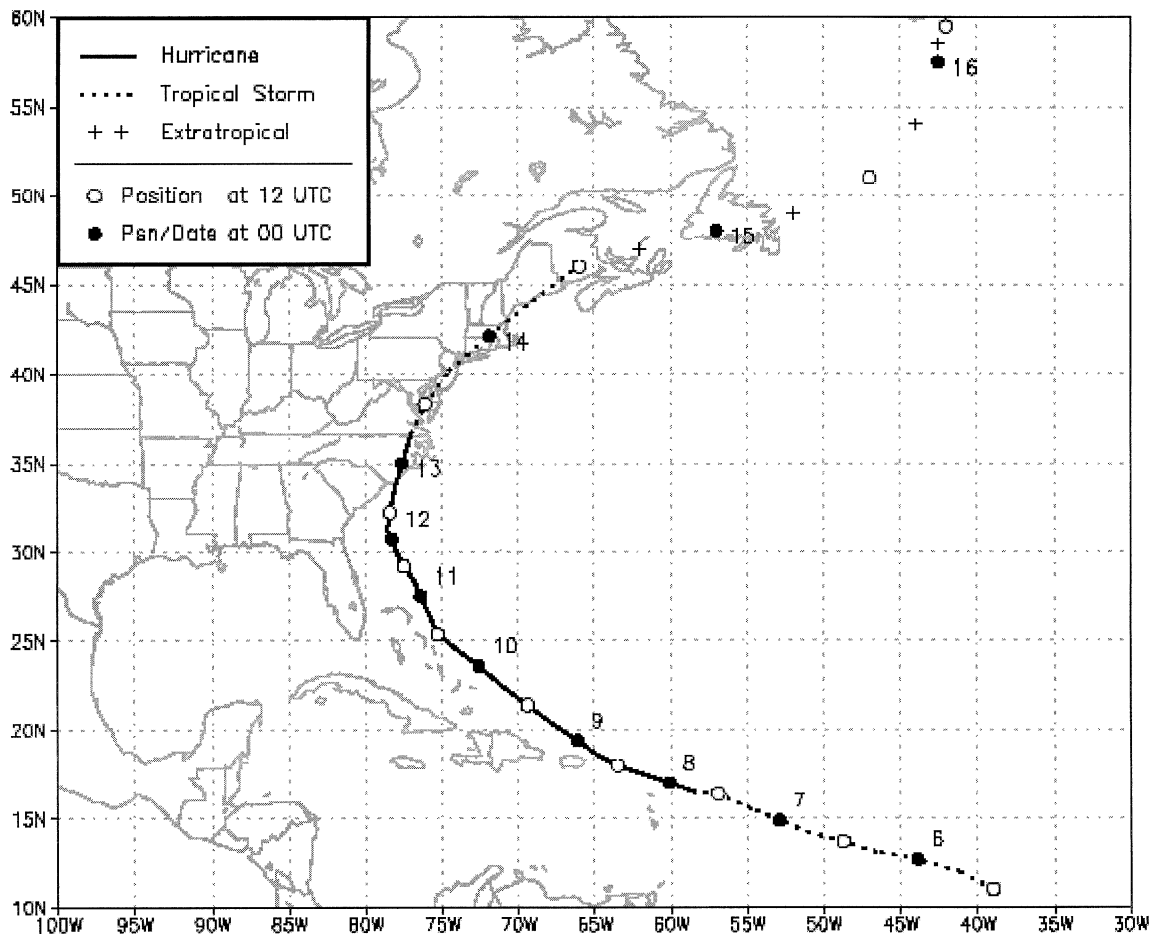 60N
Hurricane
Tropical Storm
+ + Extratropical
Position at 12 UTC
Psn/Date at 00 UTC
16
55N
50N
15
45N
14
40N
35N
13
12
30N
11
25N
10
20N
9
8
15N
7
6
10N
100W 95W 90W 85W 80W 75W 70W 65W 60W 55W 50W 45W 40W 35W 30W